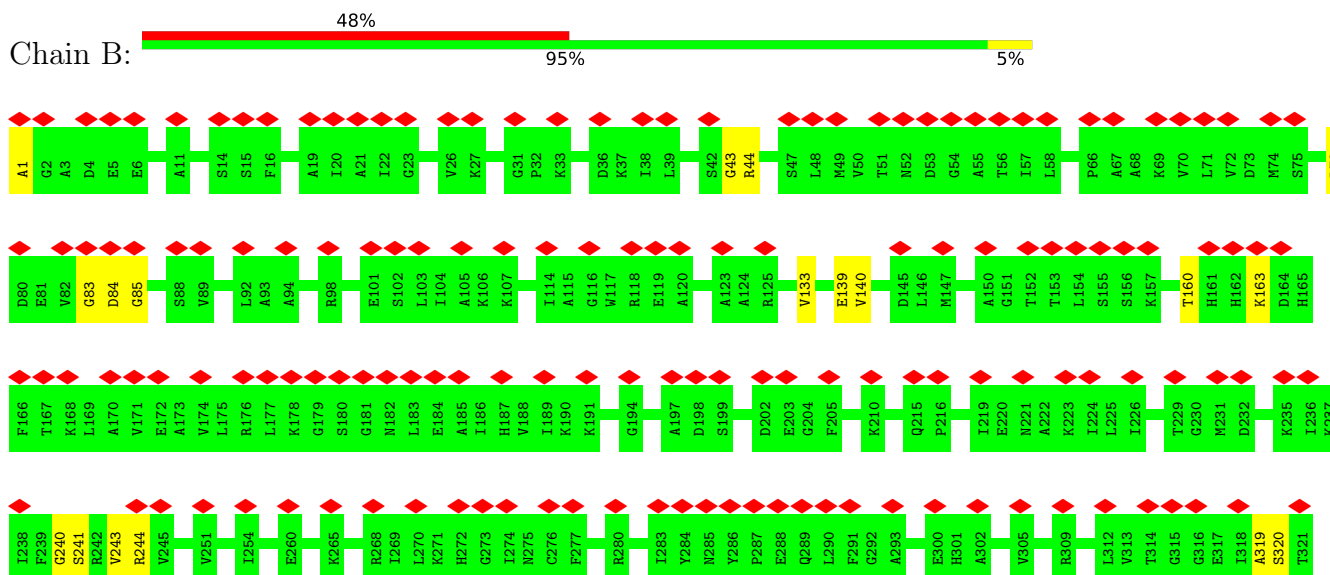 48%
Chain B:
95% 5%
A1 G2 A3 D4 E5 E6 A11 S14 S15 F16 A19 I20 A21 I22 G23 V26 K27 G31 P32 K33 D36 K37 I38 L39 S42 G43 R44 S47 L48 M49 V50 T51 N52 D53 G54 A55 T56 I57 L58 P66 A67 A68 K69 V70 L71 V72 D73 M74 S75
D80 E81 V82 G83 D84 G85 S88 V89 L92 A93 A94 R98 E101 S102 L103 I104 A105 K106 K107 I114 A115 G116 W117 R118 E119 A120 A123 A124 R125 V133 E139 V140 D145 L146 M147 A150 G151 T152 T153 L154 S155 S156 K157 T160 H161 H162 K163 D164 H165
F166 T167 K168 L169 A170 V171 E172 A173 V174 L175 R176 L177 K178 G179 S180 G181 N182 L183 E184 A185 I186 H187 V188 I189 K190 K191 G194 A197 D198 S199 D202 E203 G204 F205 K210 Q215 P216 I219 E220 N221 A222 K223 I224 L225 I226 T229 G230 M231 D232 K235 I236 K237
I238 F239 G240 S241 R242 V243 R244 V245 V251 I254 E260 K265 R268 I269 L270 K271 H272 G273 I274 N275 C276 F277 R280 I283 Y284 N285 Y286 P287 E288 Q289 L290 F291 G292 A293 E300 H301 A302 V305 R309 L312 V313 T314 G315 G316 E317 I318 A319 S320 T321